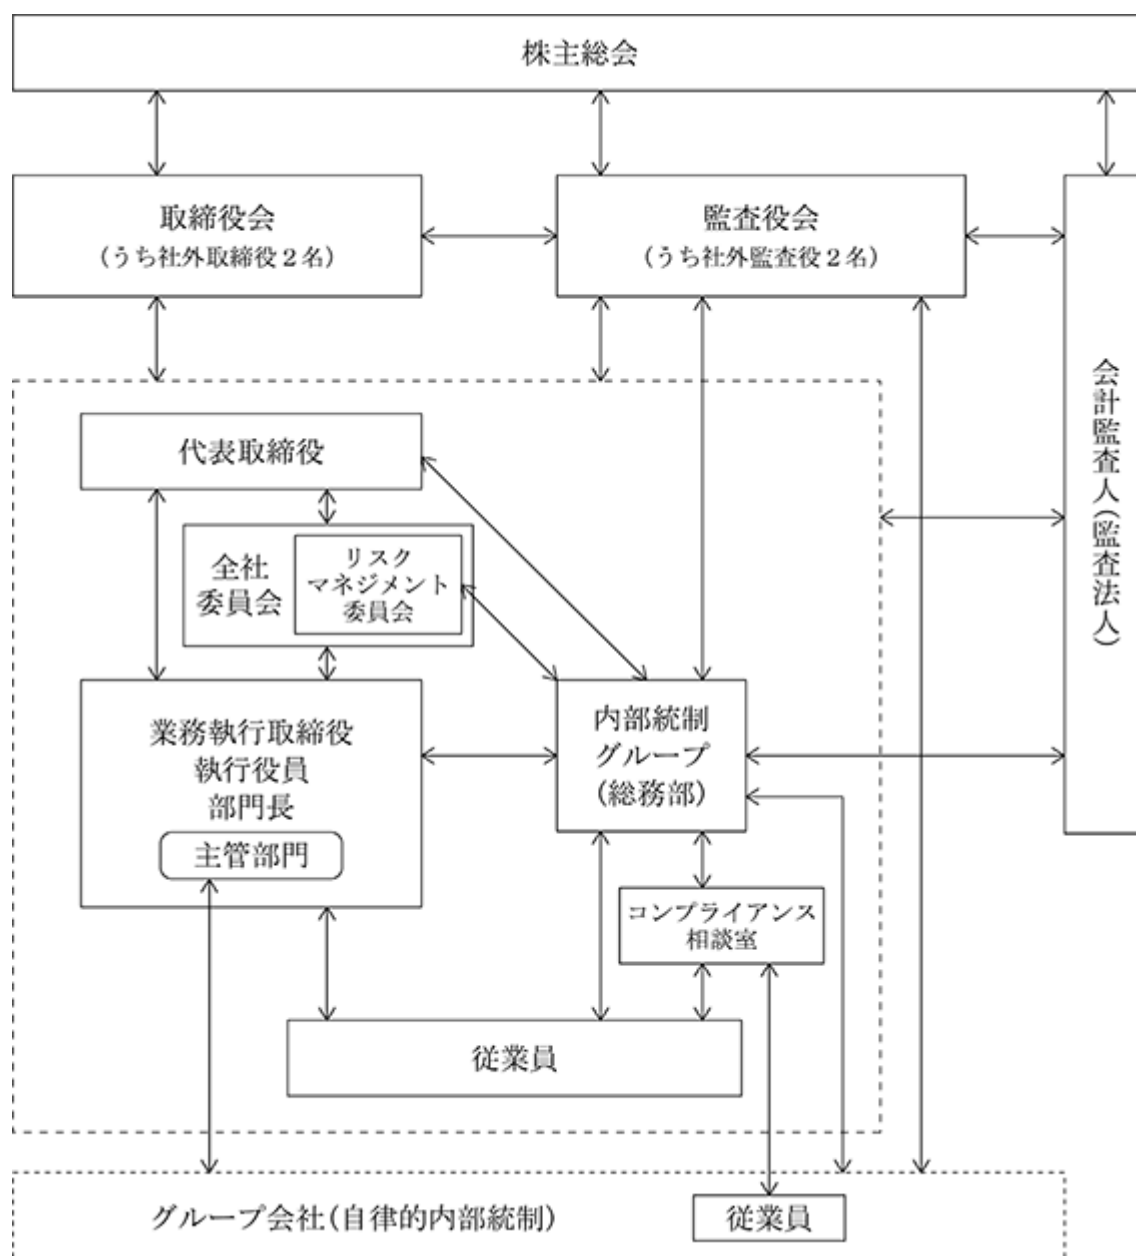 株主総会
取締役会
（うち社外取締役２名）
監査役会
（うち社外監査役２名）
会計監査人（監査法人）
代表取締役
全社
委員会
リスク
マネジメント
委員会
業務執行取締役
執行役員
部門長
主管部門
内部統制
グループ
（総務部）
コンプライアンス
相談室
従業員
グループ会社（自律的内部統制）
従業員